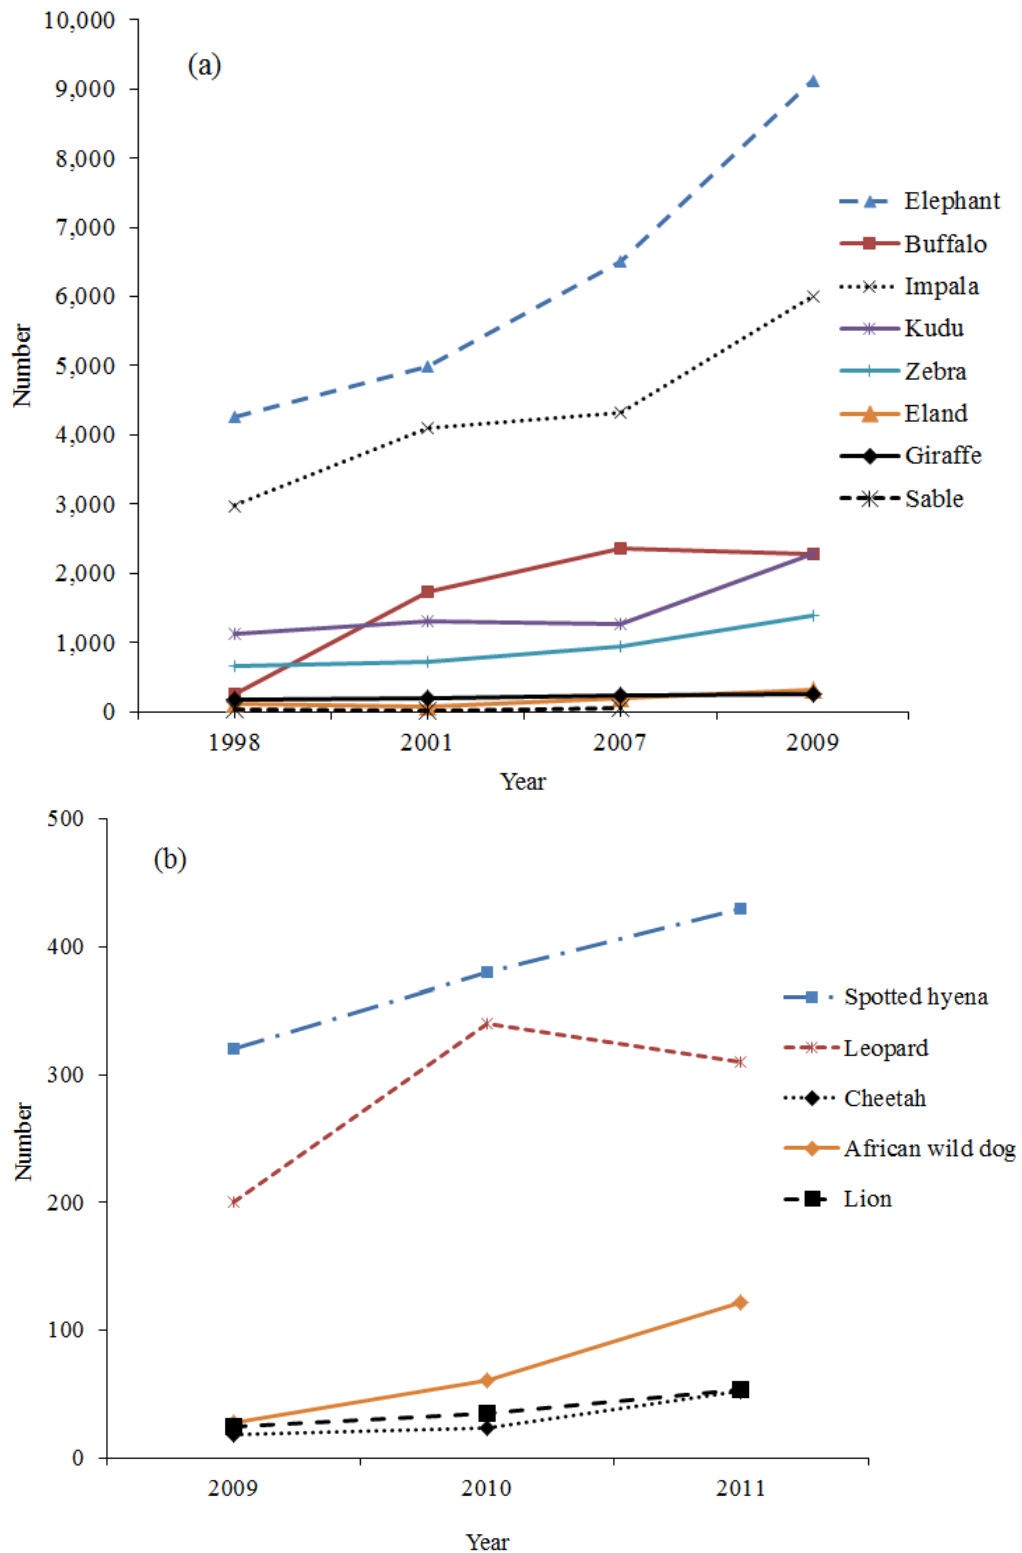 10,000
(a)
9,000
8,000
7,000
6,000
5,000
4,000
3,000
2,000
1,000
0
Number
1998 2001 2007 2009
Year
Elephant
Buffalo
Impala
Kudu
Zebra
Eland
Giraffe
Sable
500
(b)
400
300
200
100
0
Number
2009 2010 2011
Year
Spotted hyena
Leopard
Cheetah
African wild dog
Lion